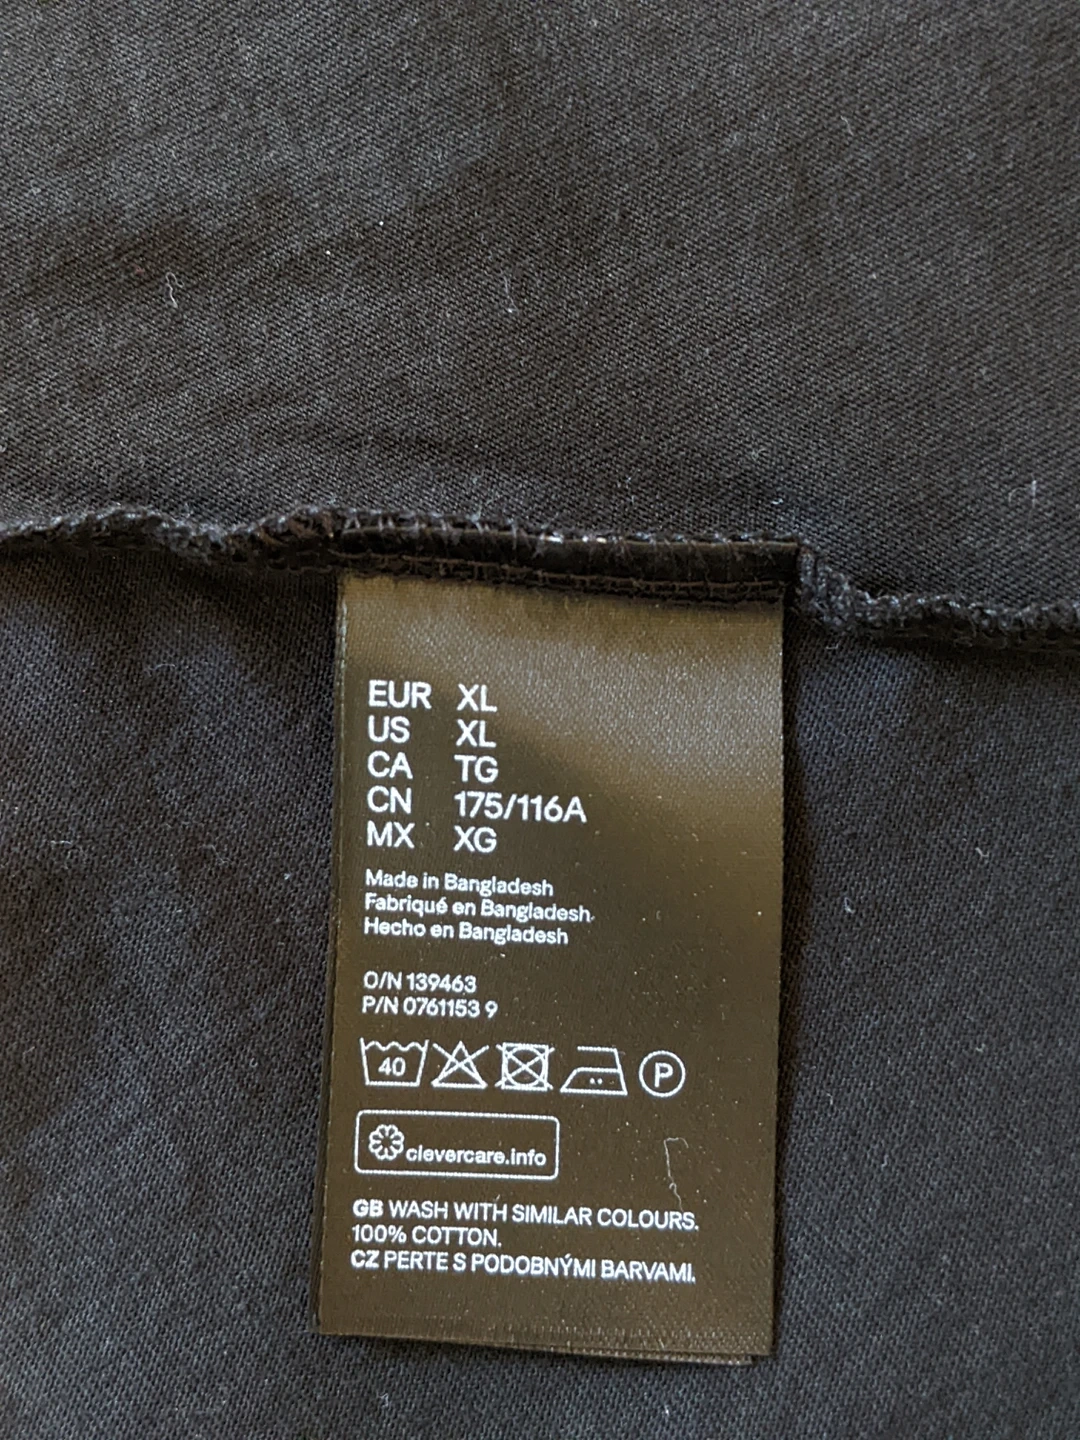 EUR XL
US XL
CA TG
CN 175/116A
MX XG
Made in Bangladesh
Fabriqué en Bangladesh
Hecho en Bangladesh
O/N 139463
P/N 0761153 9
40 P
clevercare.info
GB WASH WITH SIMILAR COLOURS.
100% COTTON.
CZ PERTE S PODOBNÝMI BARVAMI.